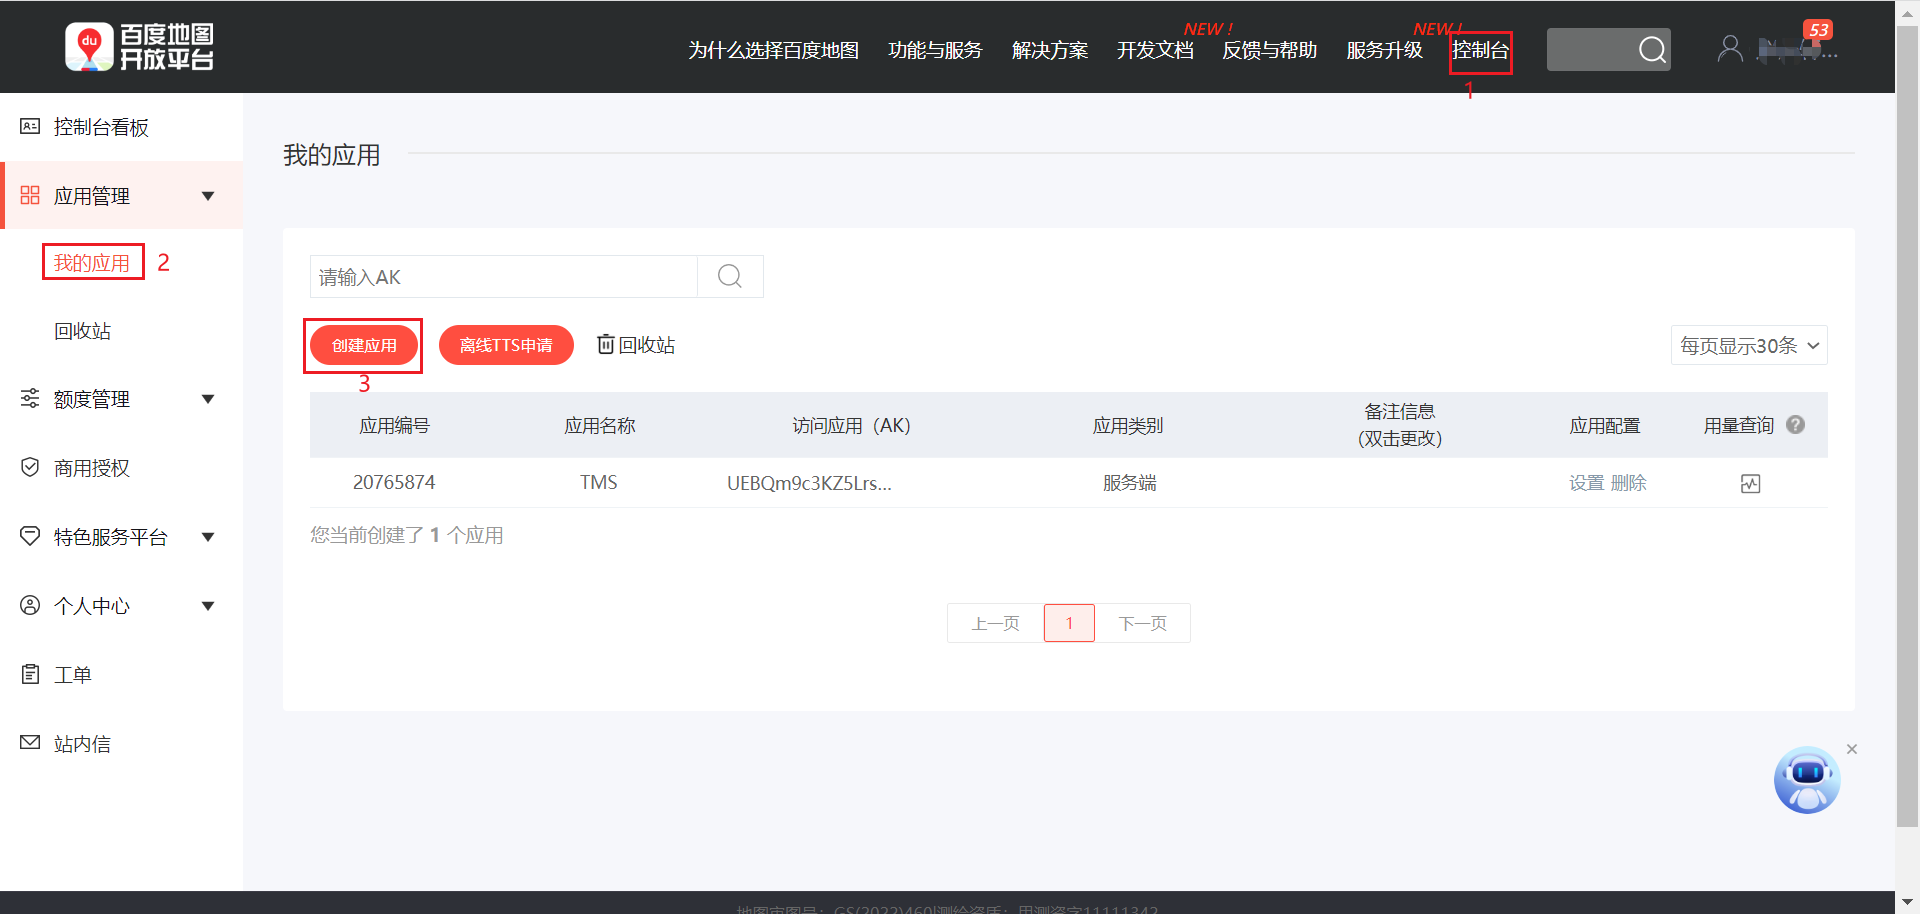 du 百度地图
开放平台
为什么选择百度地图 功能与服务 解决方案 开发文档 NEW! 反馈与帮助 服务升级 NEW! 控制台 53
1
控制台看板
应用管理
我的应用 2
回收站
额度管理
商用授权
特色服务平台
个人中心
工单
站内信
我的应用
请输入AK
创建应用 离线TTS申请 回收站 每页显示30条
3
应用编号 应用名称 访问应用（AK） 应用类别 备注信息 应用配置 用量查询 ?
(双击更改)
20765874 TMS UEBQm9c3KZ5Lrs... 服务端 设置 删除
您当前创建了 1 个应用
上一页 1 下一页